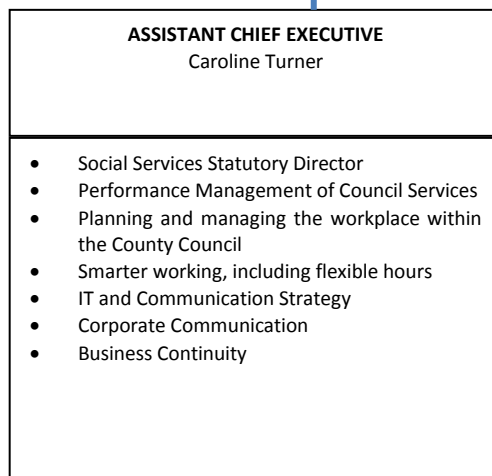 ASSISTANT CHIEF EXECUTIVE
Caroline Turner
• Social Services Statutory Director
• Performance Management of Council Services
• Planning and managing the workplace within
the County Council
• Smarter working, including flexible hours
• IT and Communication Strategy
• Corporate Communication
• Business Continuity